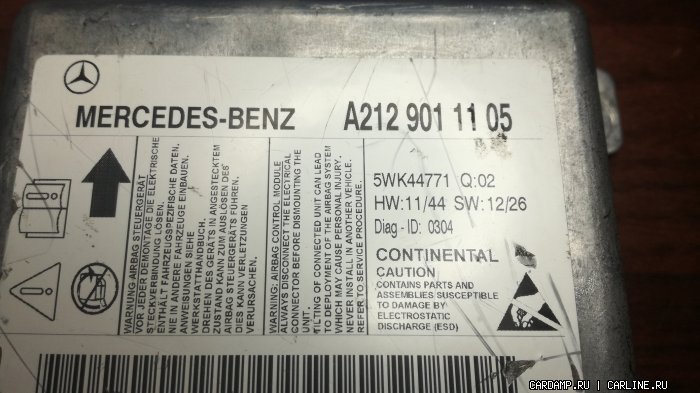 MERCEDES-BENZ A212 901 11 05
WARNUNG AIRBAG STEUERGERÄT
VOR JEDER DEMONTAGE DIE ELEKTRISCHE
STECKVERBINDUNG LÖSEN.
ENTHÄLT FAHRZEUGSPEZIFISCHE DATEN.
NIE IN ANDERE FAHRZEUGE EINBAUEN.
ANWEISUNGEN SIEHE
WERKSTATTHANDBUCH.
DREHEN DES GERÄTS IN ANGESTECKTEM
ZUSTAND KANN ZUM AUSLÖSEN DES
AIRBAG STEUERGERÄTS FÜHREN.
DIES KANN ZU VERLETZUNGEN
VERURSACHEN.
WARNING: AIRBAG CONTROL MODULE
ALWAYS DISCONNECT THE ELECTRICAL
CONNECTOR BEFORE DISMOUNTING THE
UNIT.
TILTING OF CONNECTED UNIT CAN LEAD
TO DEPLOYMENT OF THE AIRBAG SYSTEM
WHICH MAY CAUSE PERSONAL INJURY.
NEVER INSTALL IN ANOTHER VEHICLE.
REFER TO SERVICE PROCEDURE.
5WK44771 Q:02
HW:11/44 SW:12/26
Diag - ID: 0304
CONTINENTAL
CAUTION
CONTAINS PARTS AND
ASSEMBLIES SUSCEPTIBLE
TO DAMAGE BY
ELECTROSTATIC
DISCHARGE (ESD)
CARDAMP.RU | CARLINE.RU